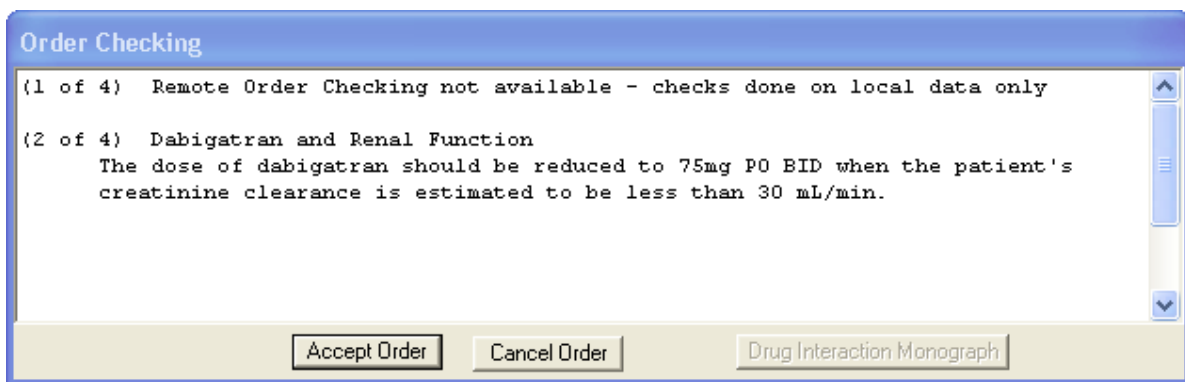 Order Checking
(1 of 4)  Remote Order Checking not available - checks done on local data only
(2 of 4)  Dabigatran and Renal Function
The dose of dabigatran should be reduced to 75mg PO BID when the patient's
creatinine clearance is estimated to be less than 30 mL/min.
Accept Order
Cancel Order
Drug Interaction Monograph